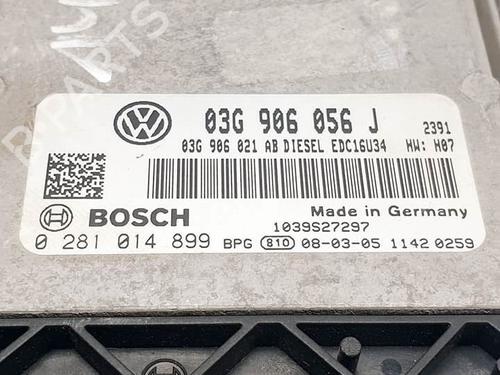 03G 906 056 J 2391
03G 906 021 AB DIESEL EDC16U34 HW: H07
BOSCH Made in Germany
1039S27297
0 281 014 899 BPG 810 08-03-05 1142 0259